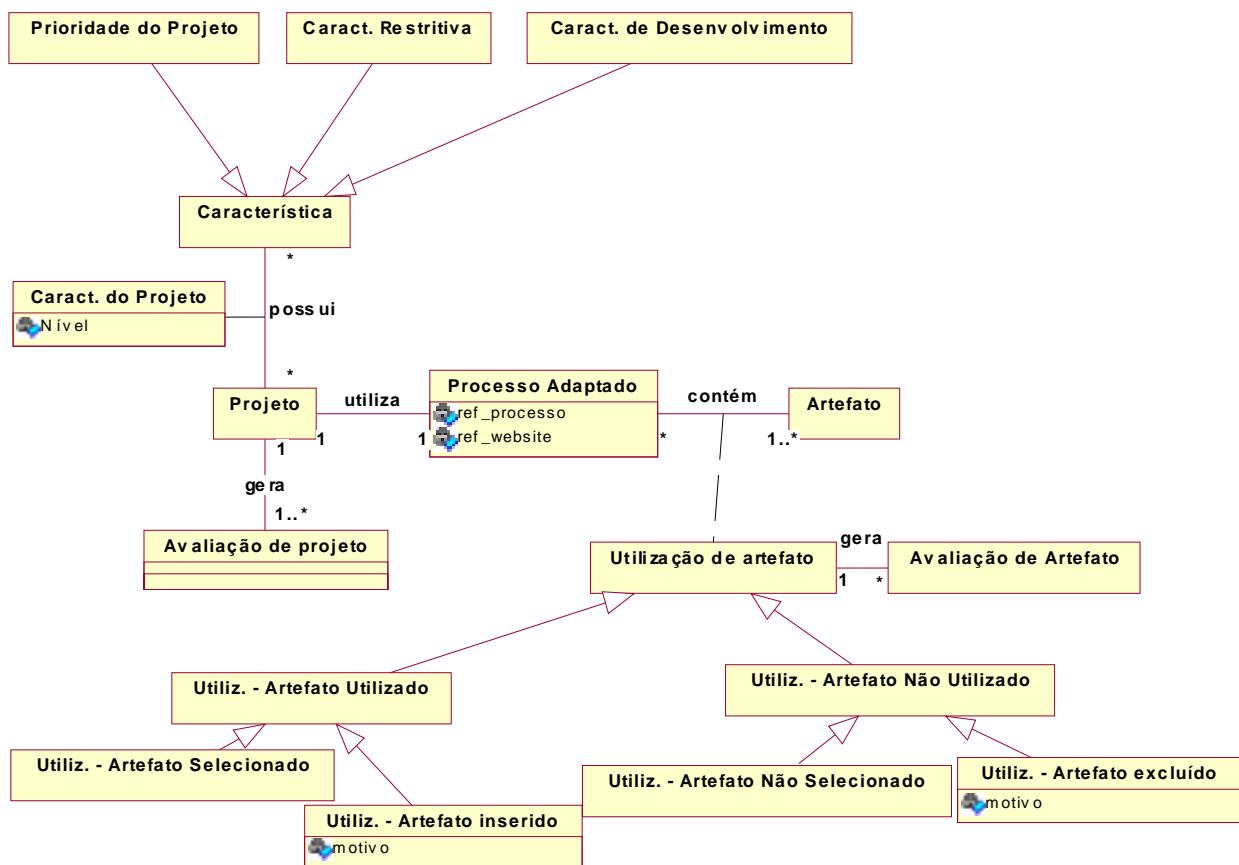 Prioridade do Projeto
Caract. Restritiva
Caract. de Desenvolvimento
Característica
*
Caract. do Projeto
Nível
possui
*
Projeto
utiliza
1
1
Processo Adaptado
ref_processo
ref_website
contém
*
1..*
Artefato
1
gera
1..*
Avaliação de projeto
Utilização de artefato
gera
1
*
Avaliação de Artefato
Utiliz. - Artefato Utilizado
Utiliz. - Artefato Não Utilizado
Utiliz. - Artefato Selecionado
Utiliz. - Artefato inserido
motivo
Utiliz. - Artefato Não Selecionado
Utiliz. - Artefato excluído
motivo